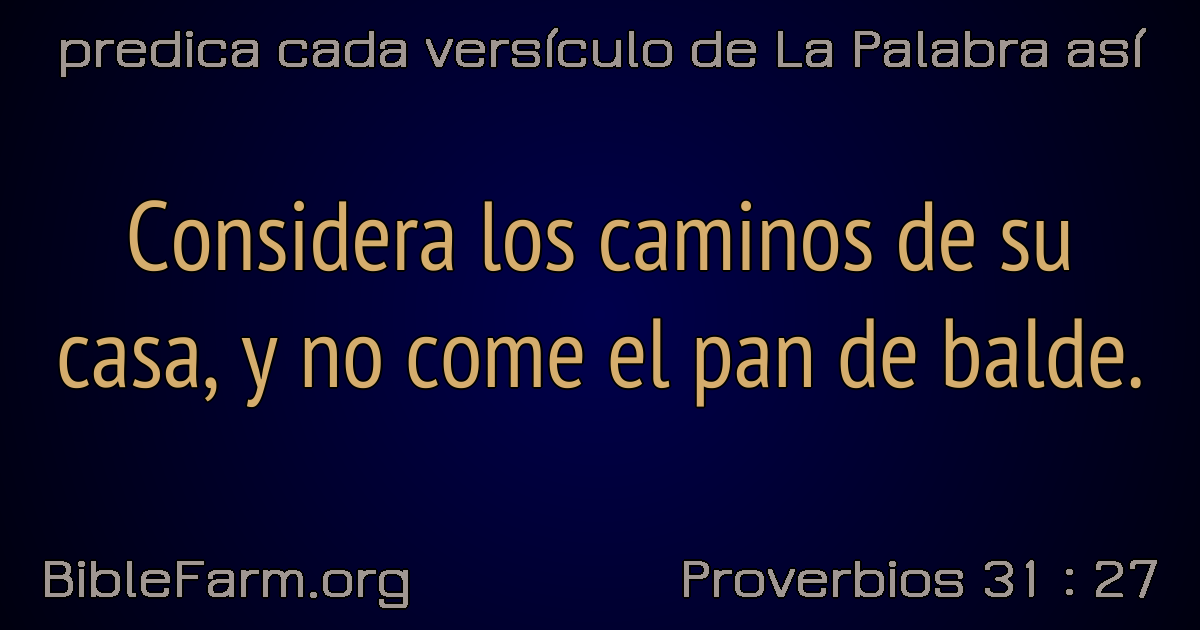 predica cada versículo de La Palabra así
Considera los caminos de su
casa, y no come el pan de balde.
BibleFarm.org
Proverbios 31 : 27